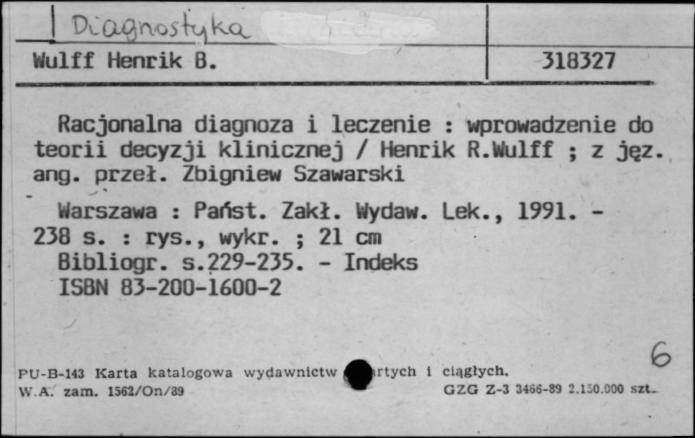 Diagnostyka
Wulff Henrik B. 318327
Racjonalna diagnoza i leczenie : wprowadzenie do
teorii decyzji klinicznej / Henrik R.Wulff ; z jęz.
ang. przeł. Zbigniew Szawarski
Warszawa : Państ. Zakł. Wydaw. Lek., 1991. -
238 s. : rys., wykr. ; 21 cm
Bibliogr. s.229-235. - Indeks
ISBN 83-200-1600-2
6
PU-B-143 Karta katalogowa wydawnictw rtych i ciągłych.
W.A. zam. 1562/On/89 GZG Z-3 3466-89 2.150.000 szt.